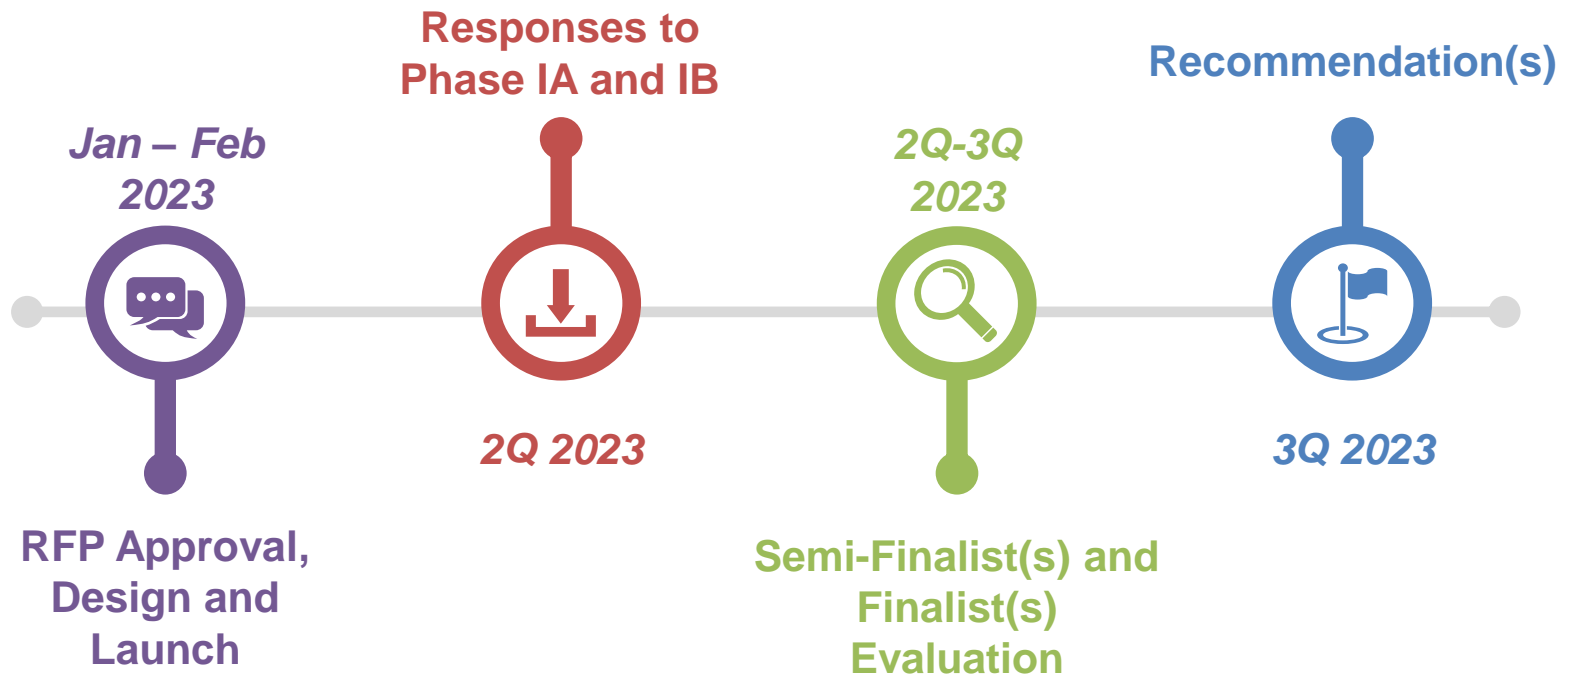 Jan – Feb
2023
RFP Approval,
Design and
Launch
Responses to
Phase IA and IB
2Q 2023
2Q-3Q
2023
Semi-Finalist(s) and
Finalist(s)
Evaluation
Recommendation(s)
3Q 2023